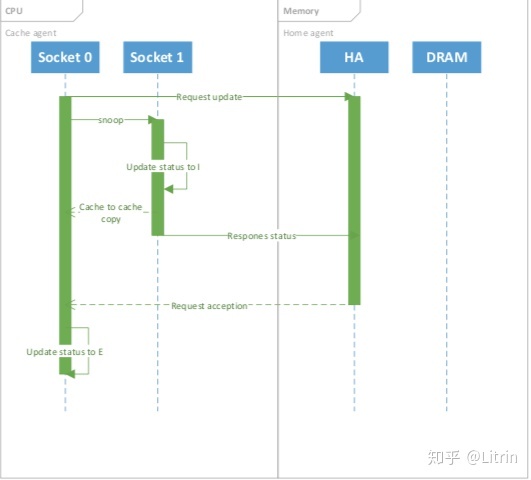 CPU
Memory
Cache agent
Home agent
Socket 0
Socket 1
HA
DRAM
Request update
snoop
Update status to I
Cache to cache
copy
Respones status
Request acception
Update status to E
知乎 @Litrin